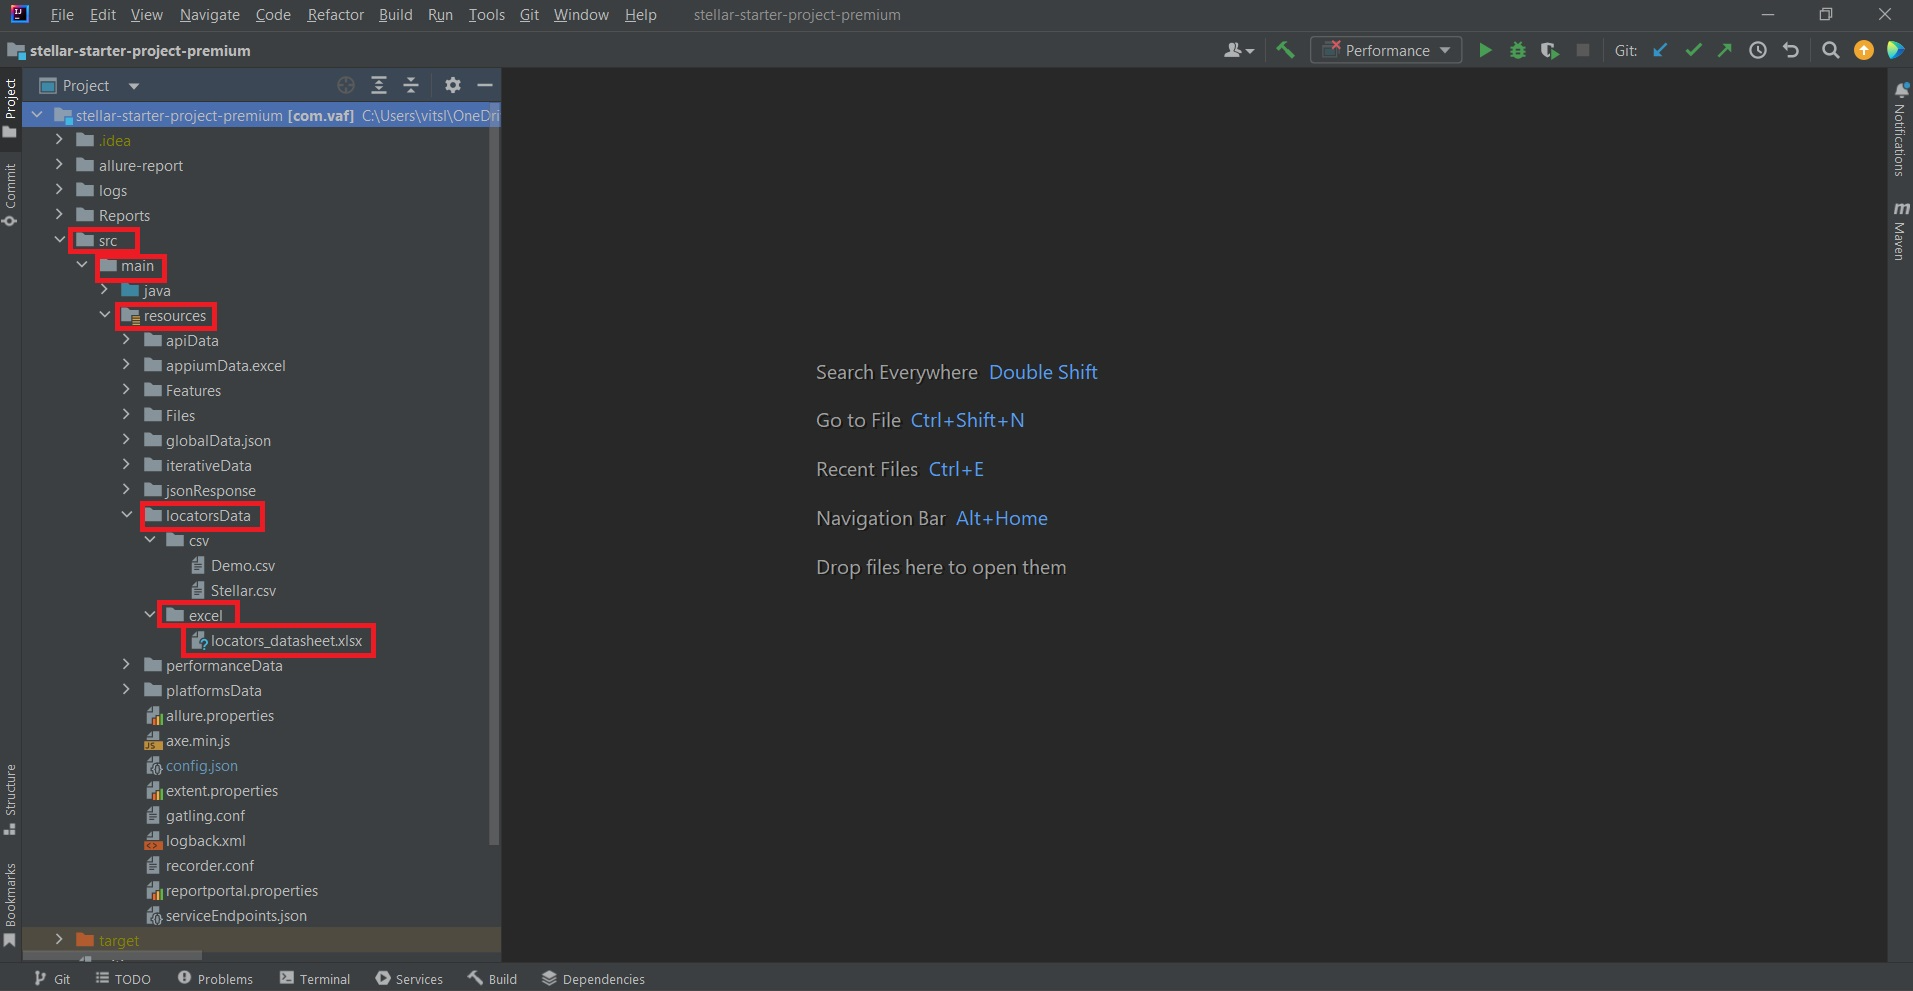 File Edit View Navigate Code Refactor Build Run Tools Git Window Help stellar-starter-project-premium
stellar-starter-project-premium Performance Git:
Project
stellar-starter-project-premium [com.vaf] C:\Users\vitsl\OneDri
.idea
allure-report
logs
Reports
src
main
java
resources
apiData
appiumData.excel
Features
Files
globalData.json
iterativeData
jsonResponse
locatorsData
csv
Demo.csv
Stellar.csv
excel
locators_datasheet.xlsx
performanceData
platformsData
allure.properties
axe.min.js
config.json
extent.properties
gatling.conf
logback.xml
recorder.conf
reportportal.properties
serviceEndpoints.json
target
Project
Commit
Structure
Bookmarks
Search Everywhere Double Shift
Go to File Ctrl+Shift+N
Recent Files Ctrl+E
Navigation Bar Alt+Home
Drop files here to open them
Notifications
m
Maven
Git TODO Problems Terminal Services Build Dependencies